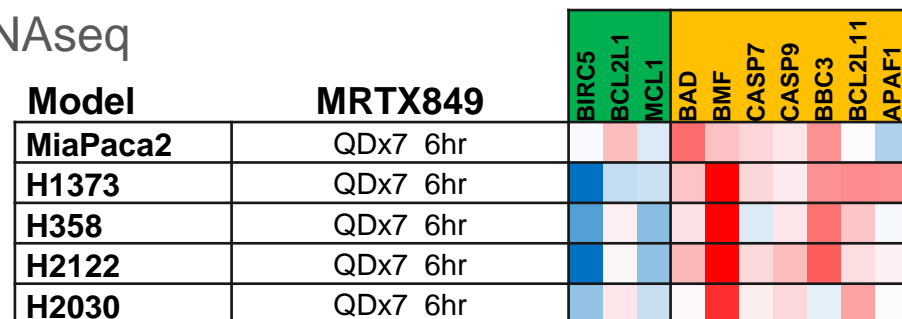 NAseq
BIRC5 BCL2L1 MCL1 BAD BMF CASP7 CASP9 BBC3 BCL2L11 APAF1
Model MRTX849
MiaPaca2 QDx7 6hr
H1373 QDx7 6hr
H358 QDx7 6hr
H2122 QDx7 6hr
H2030 QDx7 6hr